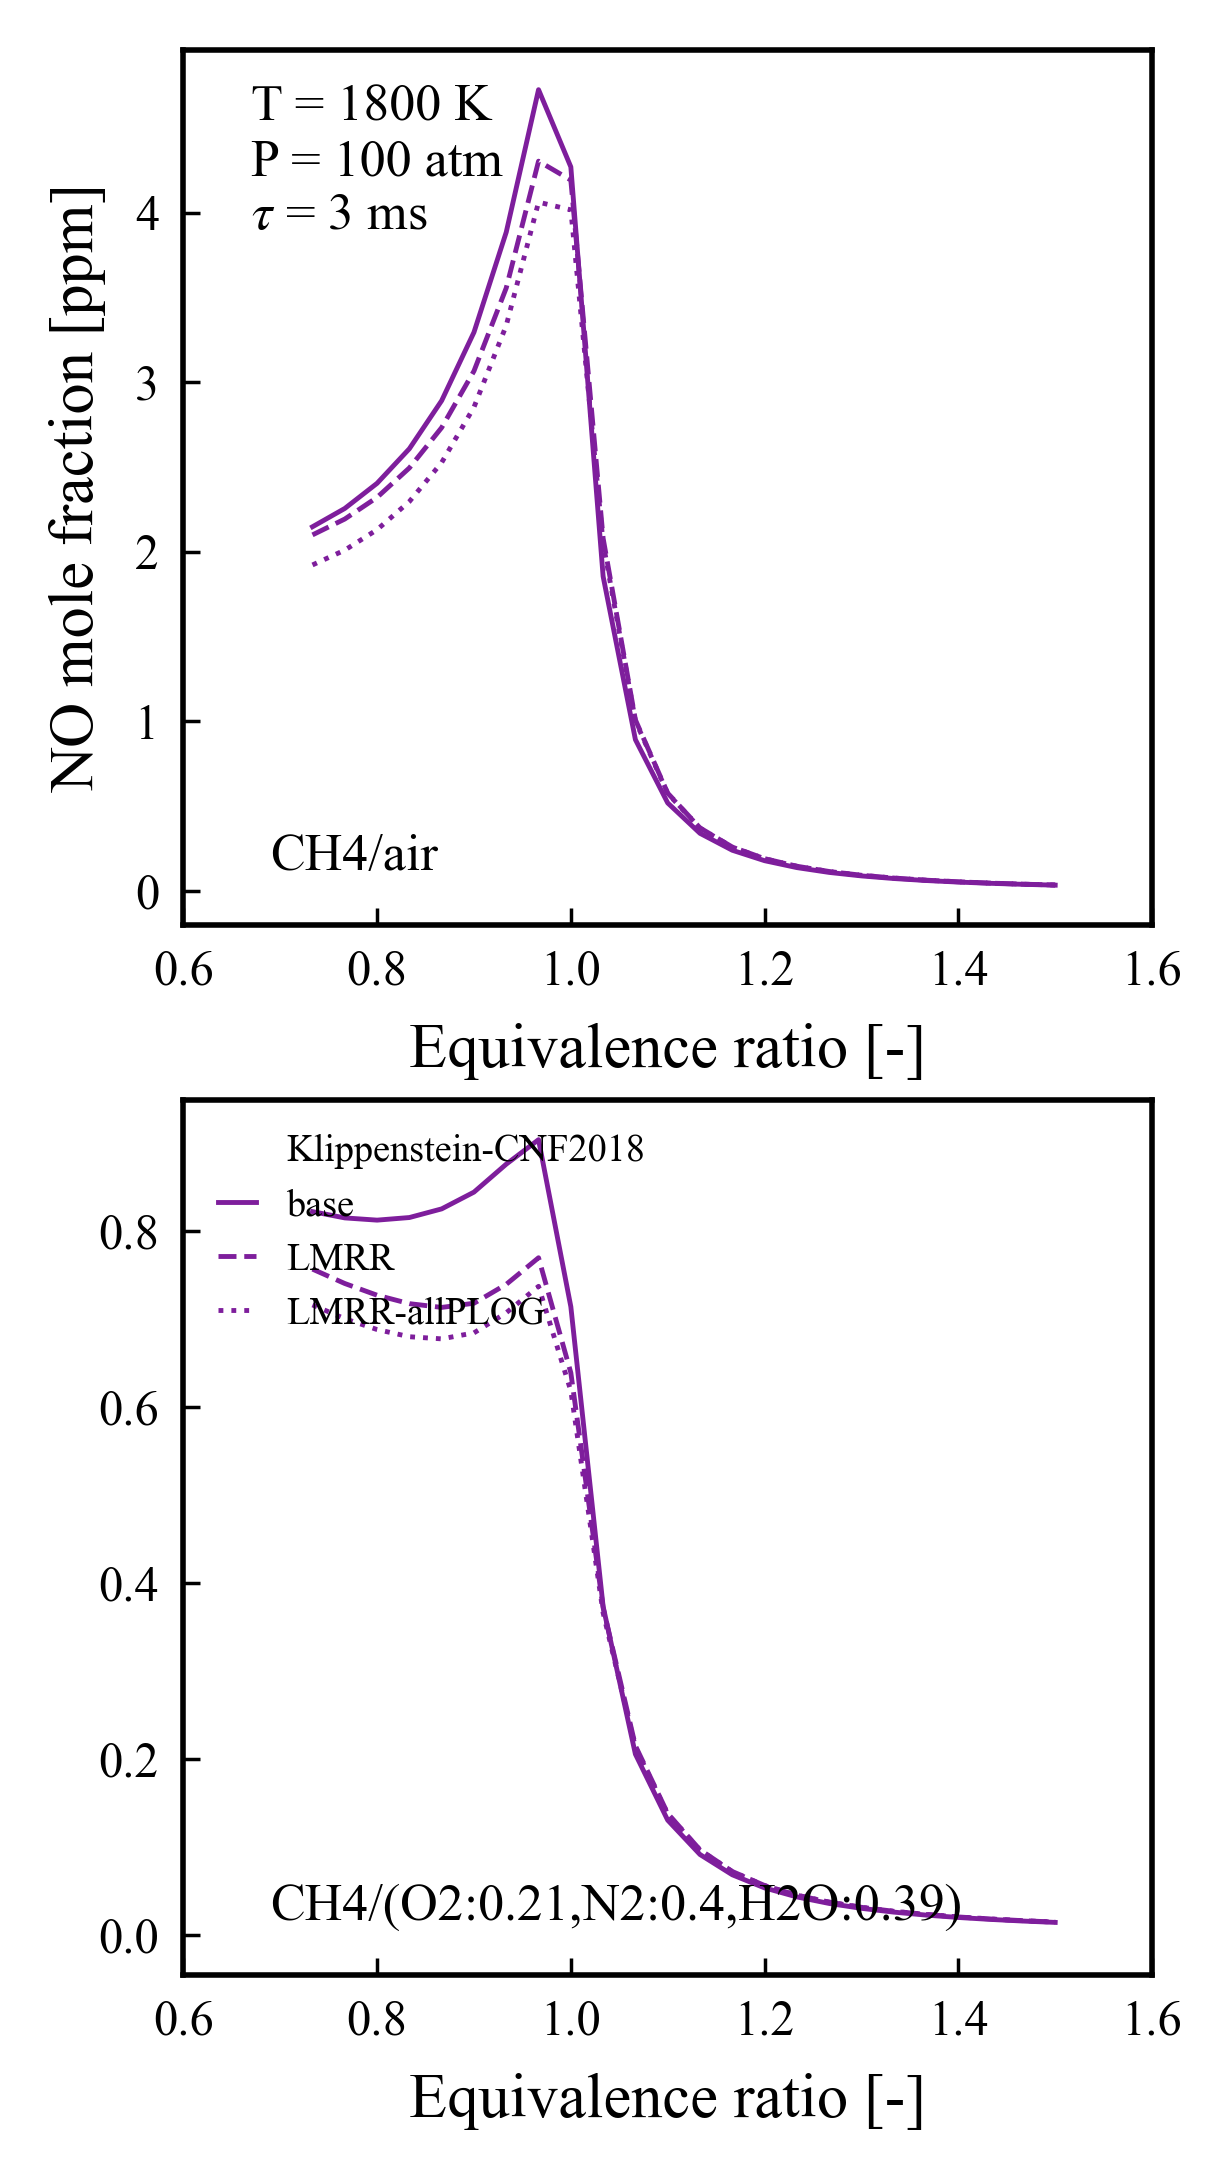 T = 1800 K
P = 100 atm
τ = 3 ms
NO mole fraction [ppm]
4
3
2
1
0
CH4/air
0.6 0.8 1.0 1.2 1.4 1.6
Equivalence ratio [-]
Klippenstein-CNF2018
base
LMRR
LMRR-allPLOG
0.8
0.6
0.4
0.2
0.0
CH4/(O2:0.21,N2:0.4,H2O:0.39)
0.6 0.8 1.0 1.2 1.4 1.6
Equivalence ratio [-]